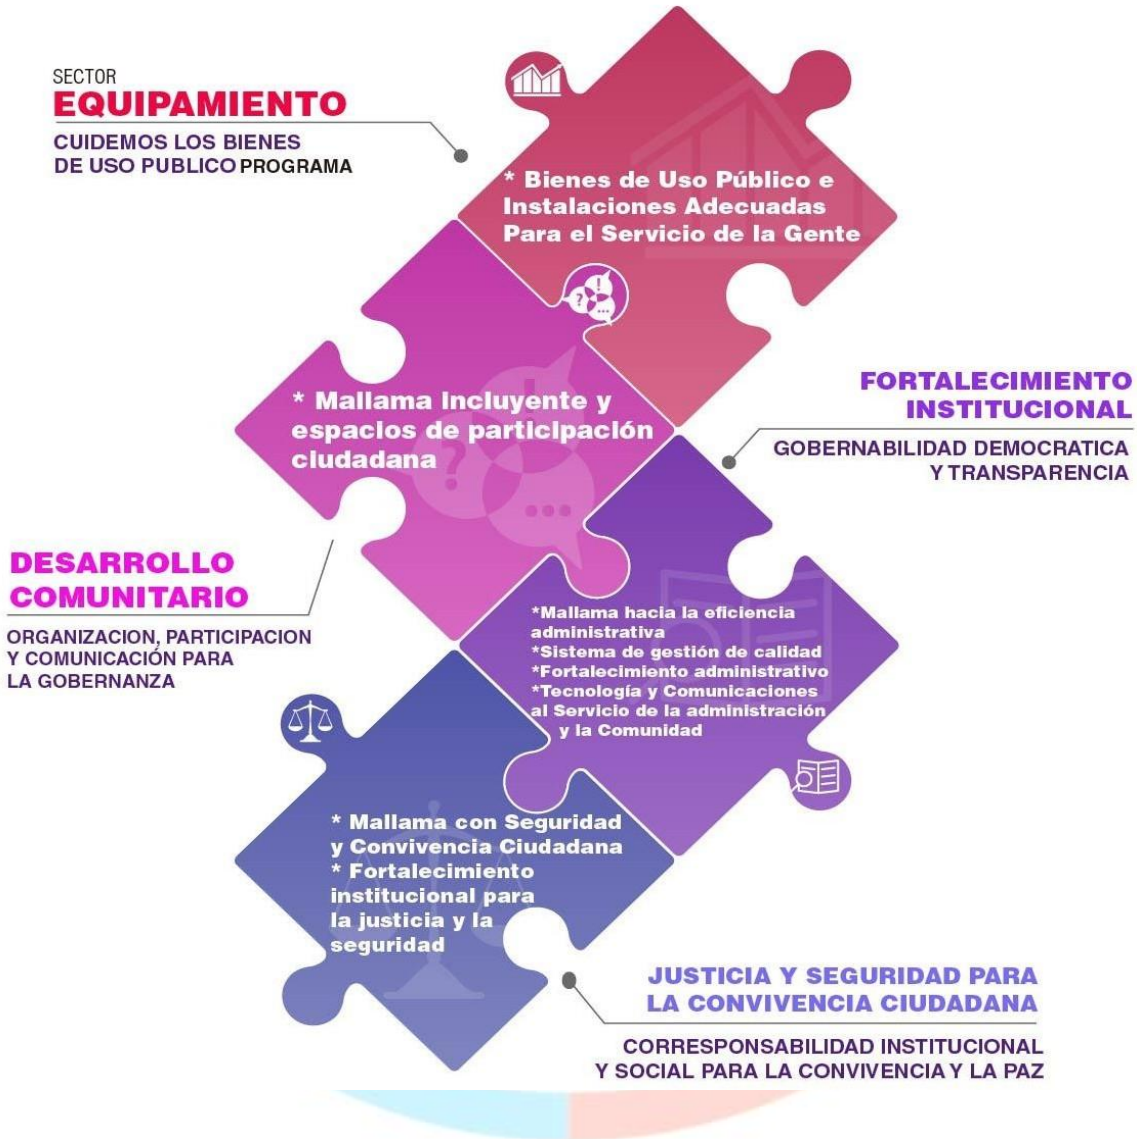 SECTOR
EQUIPAMIENTO
CUIDEMOS LOS BIENES
DE USO PUBLICO PROGRAMA
* Bienes de Uso Público e
Instalaciones Adecuadas
Para el Servicio de la Gente
* Mallama Incluyente y
espacios de participación
ciudadana
FORTALECIMIENTO
INSTITUCIONAL
GOBERNABILIDAD DEMOCRATICA
Y TRANSPARENCIA
DESARROLLO
COMUNITARIO
ORGANIZACION, PARTICIPACION
Y COMUNICACIÓN PARA
LA GOBERNANZA
*Mallama hacia la eficiencia
administrativa
*Sistema de gestión de calidad
*Fortalecimiento administrativo
*Tecnología y Comunicaciones
al Servicio de la administración
y la Comunidad
* Mallama con Seguridad
y Convivencia Ciudadana
* Fortalecimiento
institucional para
la justicia y la
seguridad
JUSTICIA Y SEGURIDAD PARA
LA CONVIVENCIA CIUDADANA
CORRESPONSABILIDAD INSTITUCIONAL
Y SOCIAL PARA LA CONVIVENCIA Y LA PAZ